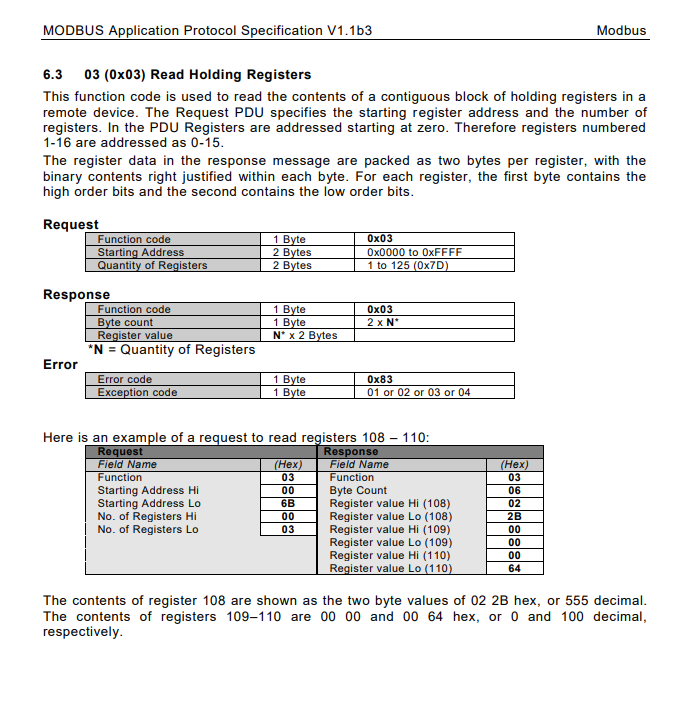 MODBUS Application Protocol Specification V1.1b3 Modbus
6.3 03 (0x03) Read Holding Registers
This function code is used to read the contents of a contiguous block of holding registers in a
remote device. The Request PDU specifies the starting register address and the number of
registers. In the PDU Registers are addressed starting at zero. Therefore registers numbered
1-16 are addressed as 0-15.
The register data in the response message are packed as two bytes per register, with the
binary contents right justified within each byte. For each register, the first byte contains the
high order bits and the second contains the low order bits.
Request
Function code 1 Byte 0x03
Starting Address 2 Bytes 0x0000 to 0xFFFF
Quantity of Registers 2 Bytes 1 to 125 (0x7D)
Response
Function code 1 Byte 0x03
Byte count 1 Byte 2 x N*
Register value N* x 2 Bytes
*N = Quantity of Registers
Error
Error code 1 Byte 0x83
Exception code 1 Byte 01 or 02 or 03 or 04
Here is an example of a request to read registers 108 – 110:
Request Response
Field Name (Hex) Field Name (Hex)
Function 03 Function 03
Starting Address Hi 00 Byte Count 06
Starting Address Lo 6B Register value Hi (108) 02
No. of Registers Hi 00 Register value Lo (108) 2B
No. of Registers Lo 03 Register value Hi (109) 00
Register value Lo (109) 00
Register value Hi (110) 00
Register value Lo (110) 64
The contents of register 108 are shown as the two byte values of 02 2B hex, or 555 decimal.
The contents of registers 109–110 are 00 00 and 00 64 hex, or 0 and 100 decimal,
respectively.